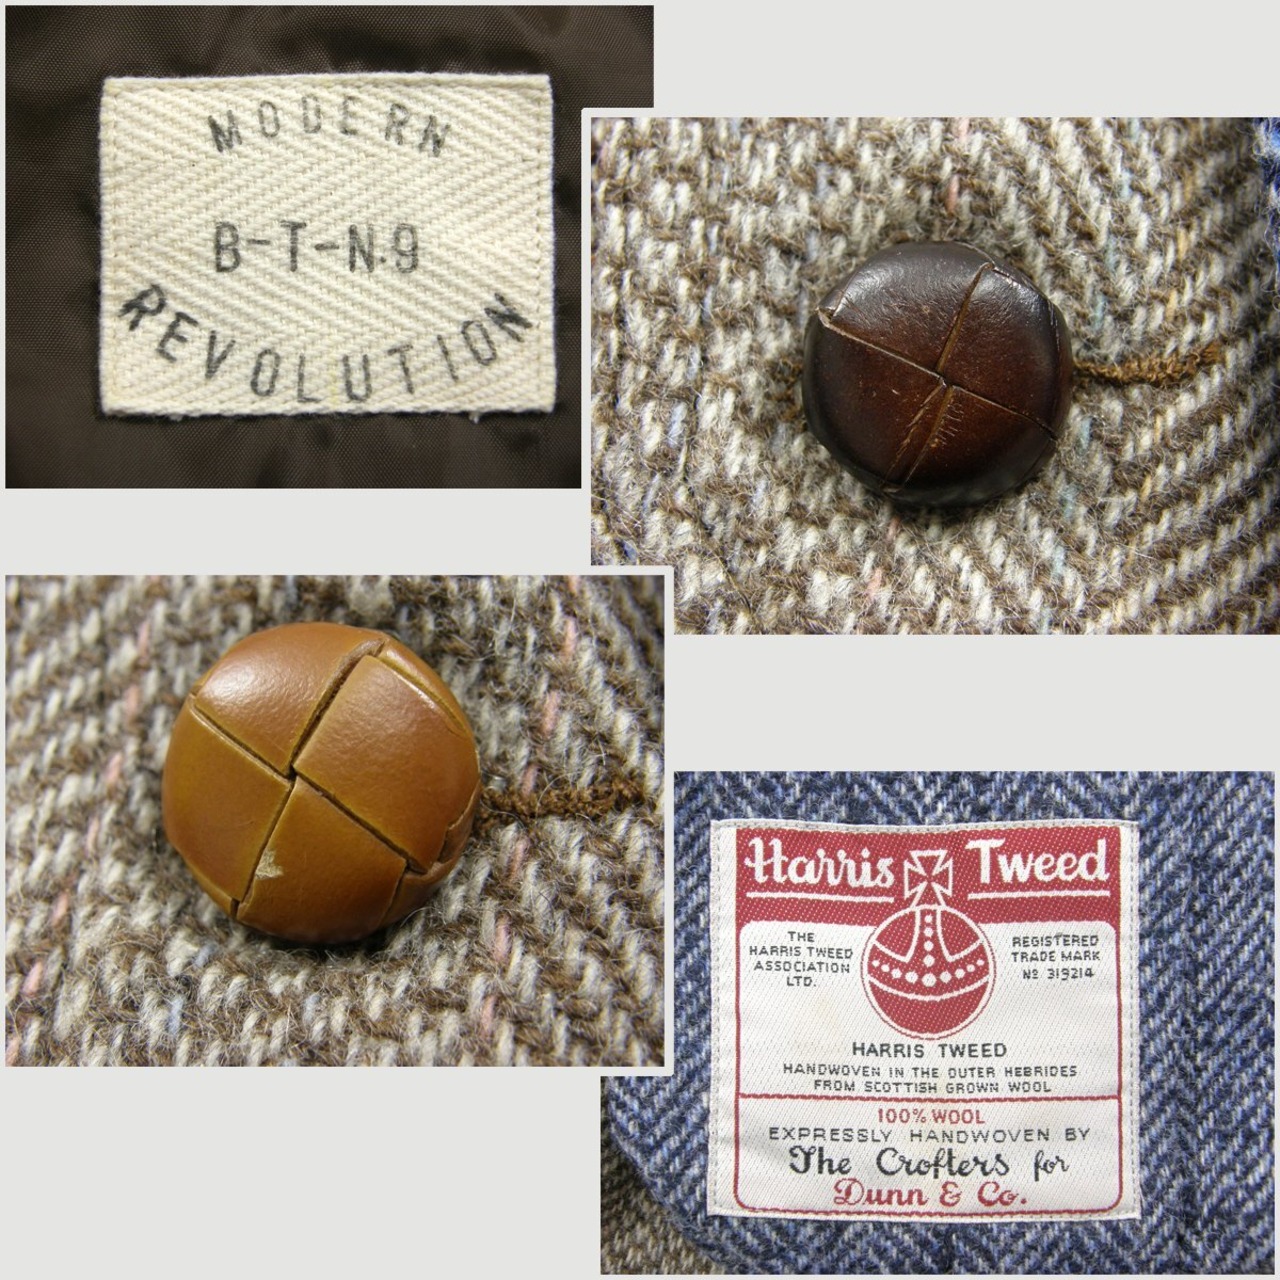 MODERN
B-T-N.9
REVOLUTION
Harris Tweed
THE
HARRIS TWEED
ASSOCIATION
LTD.
REGISTERED
TRADE MARK
Nº 319214
HARRIS TWEED
HANDWOVEN IN THE OUTER HEBRIDES
FROM SCOTTISH GROWN WOOL
100% WOOL
EXPRESSLY HANDWOVEN BY
The Crofters for
Dunn & Co.